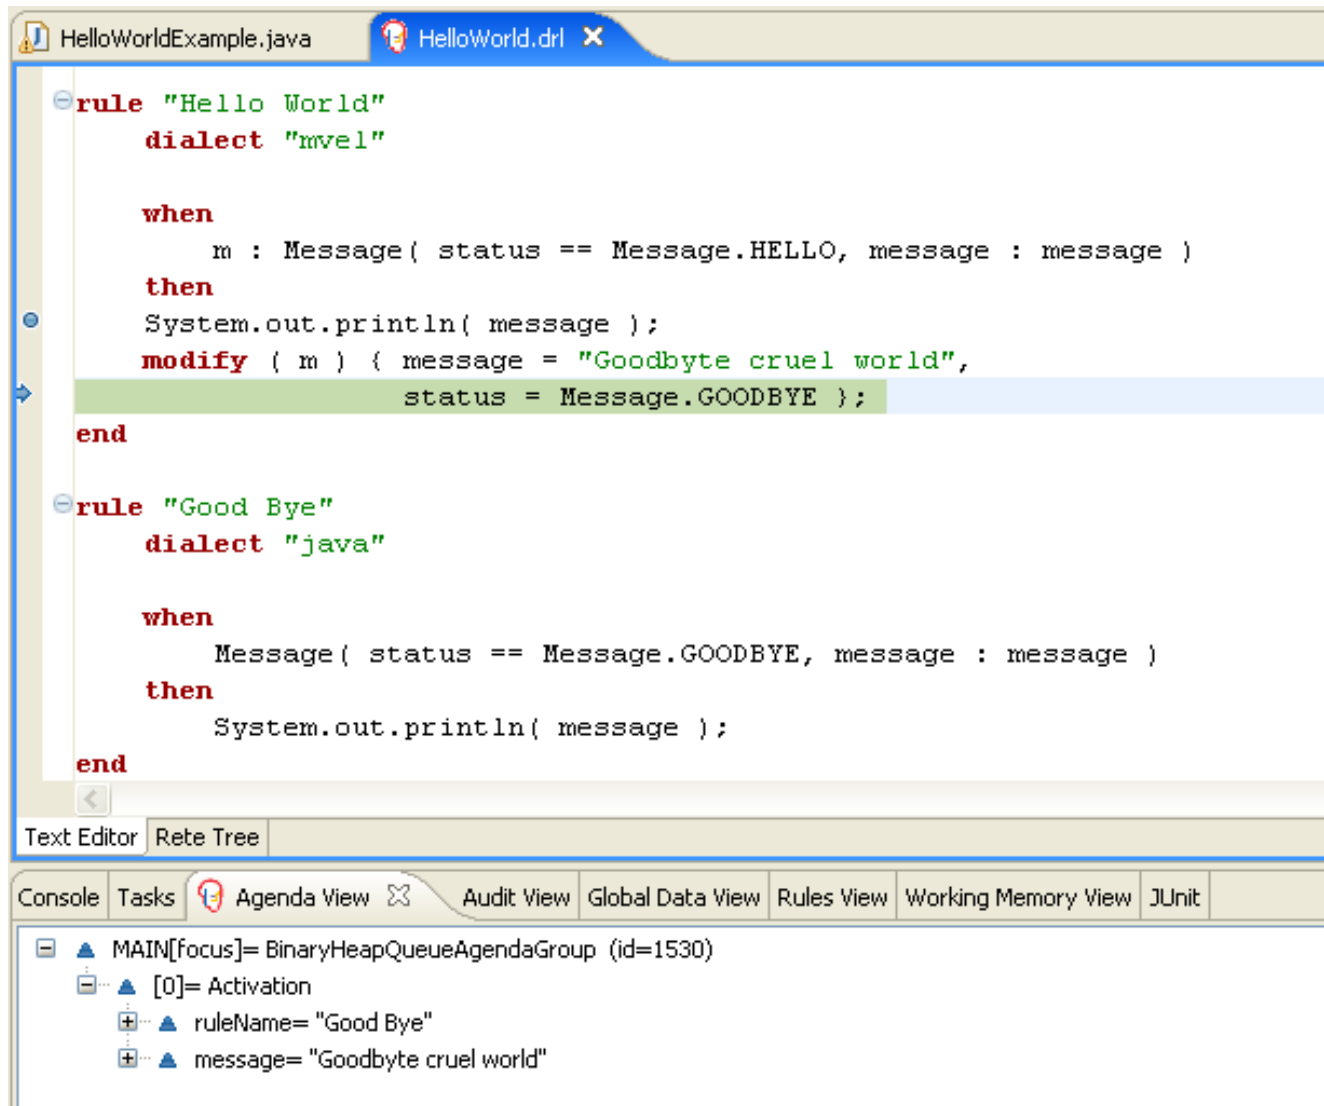 HelloWorldExample.java HelloWorld.drl
rule "Hello World"
dialect "mvel"
when
m : Message( status == Message.HELLO, message : message )
then
System.out.println( message );
modify ( m ) { message = "Goodbyte cruel world",
status = Message.GOODBYE };
end
rule "Good Bye"
dialect "java"
when
Message( status == Message.GOODBYE, message : message )
then
System.out.println( message );
end
Text Editor Rete Tree
Console Tasks Agenda View Audit View Global Data View Rules View Working Memory View JUnit
MAIN[focus]= BinaryHeapQueueAgendaGroup (id=1530)
[0]= Activation
ruleName= "Good Bye"
message= "Goodbyte cruel world"